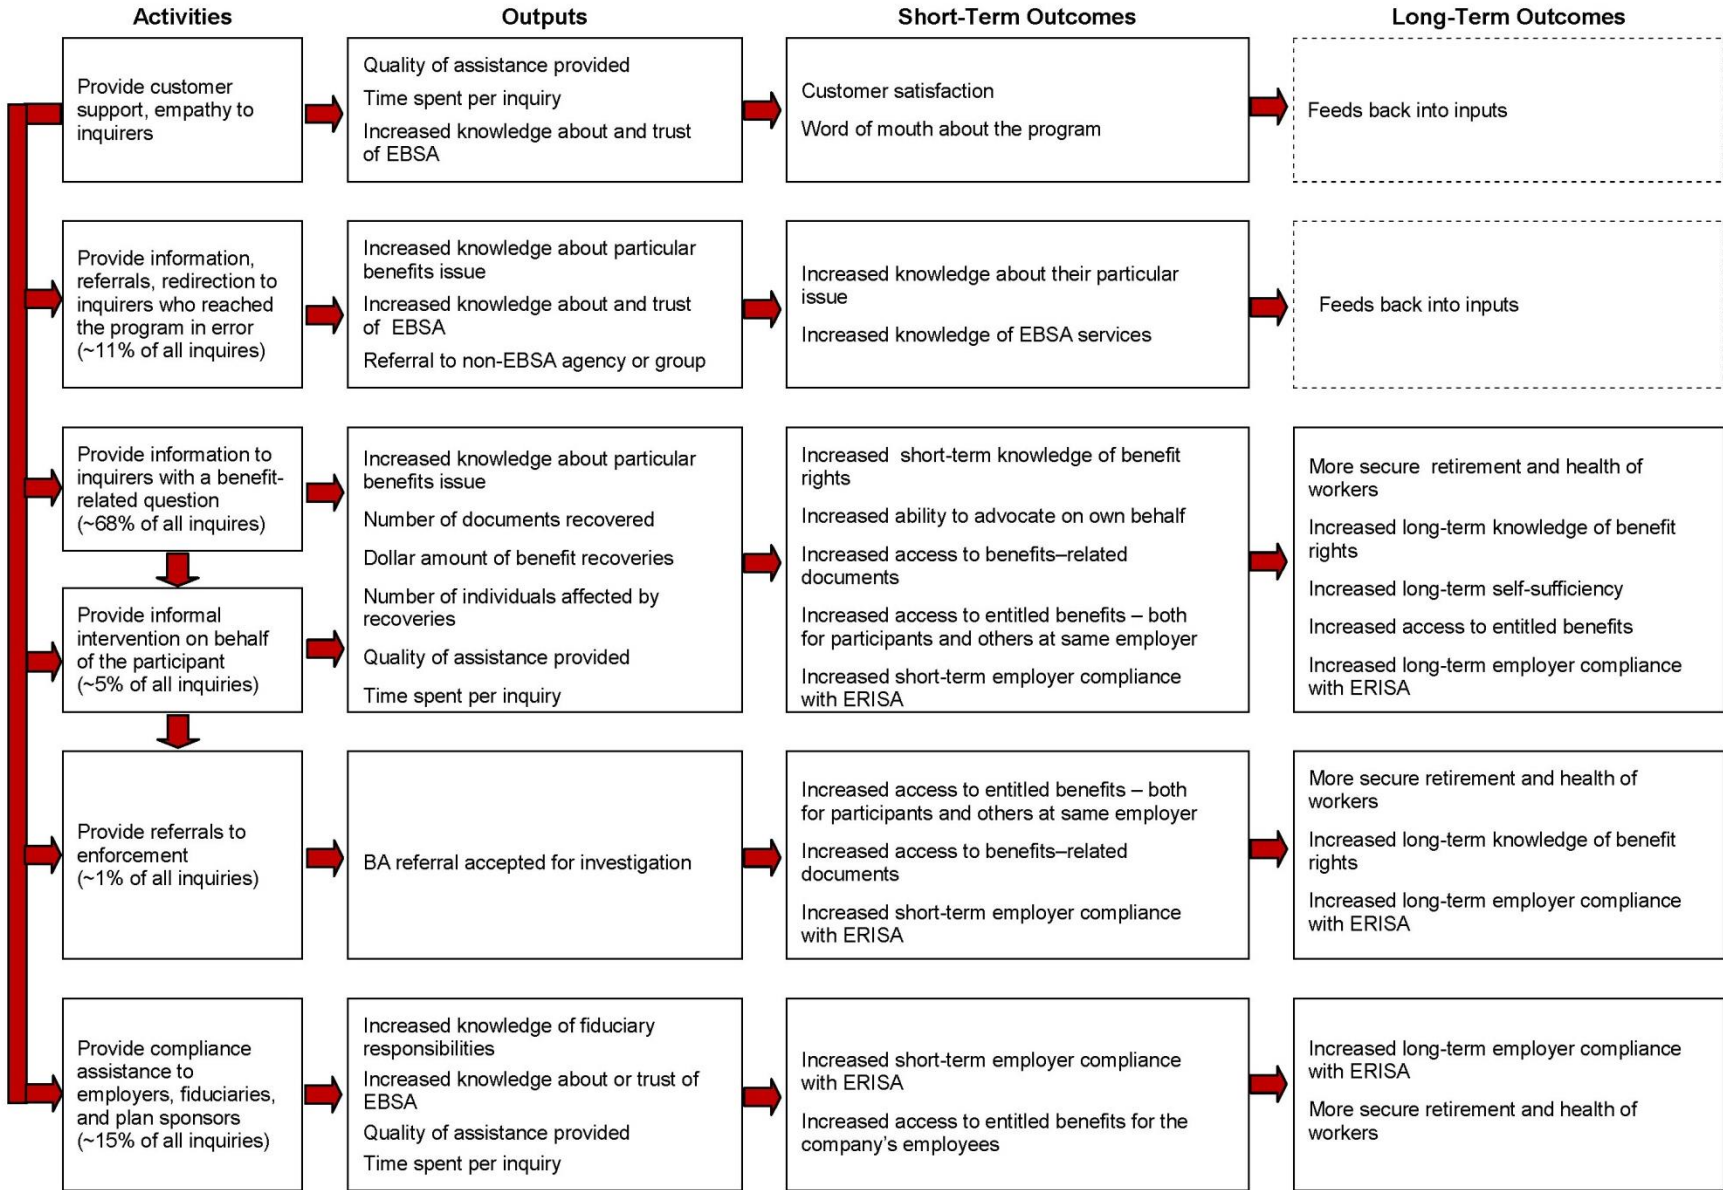 Activities
Outputs
Short-Term Outcomes
Long-Term Outcomes
Provide customer
support, empathy to
inquirers
Quality of assistance provided
Time spent per inquiry
Increased knowledge about and trust
of EBSA
Customer satisfaction
Word of mouth about the program
Feeds back into inputs
Provide information,
referrals, redirection to
inquirers who reached
the program in error
(~11% of all inquires)
Increased knowledge about particular
benefits issue
Increased knowledge about and trust
of EBSA
Referral to non-EBSA agency or group
Increased knowledge about their particular
issue
Increased knowledge of EBSA services
Feeds back into inputs
Provide information to
inquirers with a benefit-
related question
(~68% of all inquires)
Provide informal
intervention on behalf
of the participant
(~5% of all inquiries)
Increased knowledge about particular
benefits issue
Number of documents recovered
Dollar amount of benefit recoveries
Number of individuals affected by
recoveries
Quality of assistance provided
Time spent per inquiry
Increased short-term knowledge of benefit
rights
Increased ability to advocate on own behalf
Increased access to benefits–related
documents
Increased access to entitled benefits – both
for participants and others at same employer
Increased short-term employer compliance
with ERISA
More secure retirement and health of
workers
Increased long-term knowledge of benefit
rights
Increased long-term self-sufficiency
Increased access to entitled benefits
Increased long-term employer compliance
with ERISA
Provide referrals to
enforcement
(~1% of all inquiries)
BA referral accepted for investigation
Increased access to entitled benefits – both
for participants and others at same employer
Increased access to benefits–related
documents
Increased short-term employer compliance
with ERISA
More secure retirement and health of
workers
Increased long-term knowledge of benefit
rights
Increased long-term employer compliance
with ERISA
Provide compliance
assistance to
employers, fiduciaries,
and plan sponsors
(~15% of all inquiries)
Increased knowledge of fiduciary
responsibilities
Increased knowledge about or trust of
EBSA
Quality of assistance provided
Time spent per inquiry
Increased short-term employer compliance
with ERISA
Increased access to entitled benefits for the
company's employees
Increased long-term employer compliance
with ERISA
More secure retirement and health of
workers